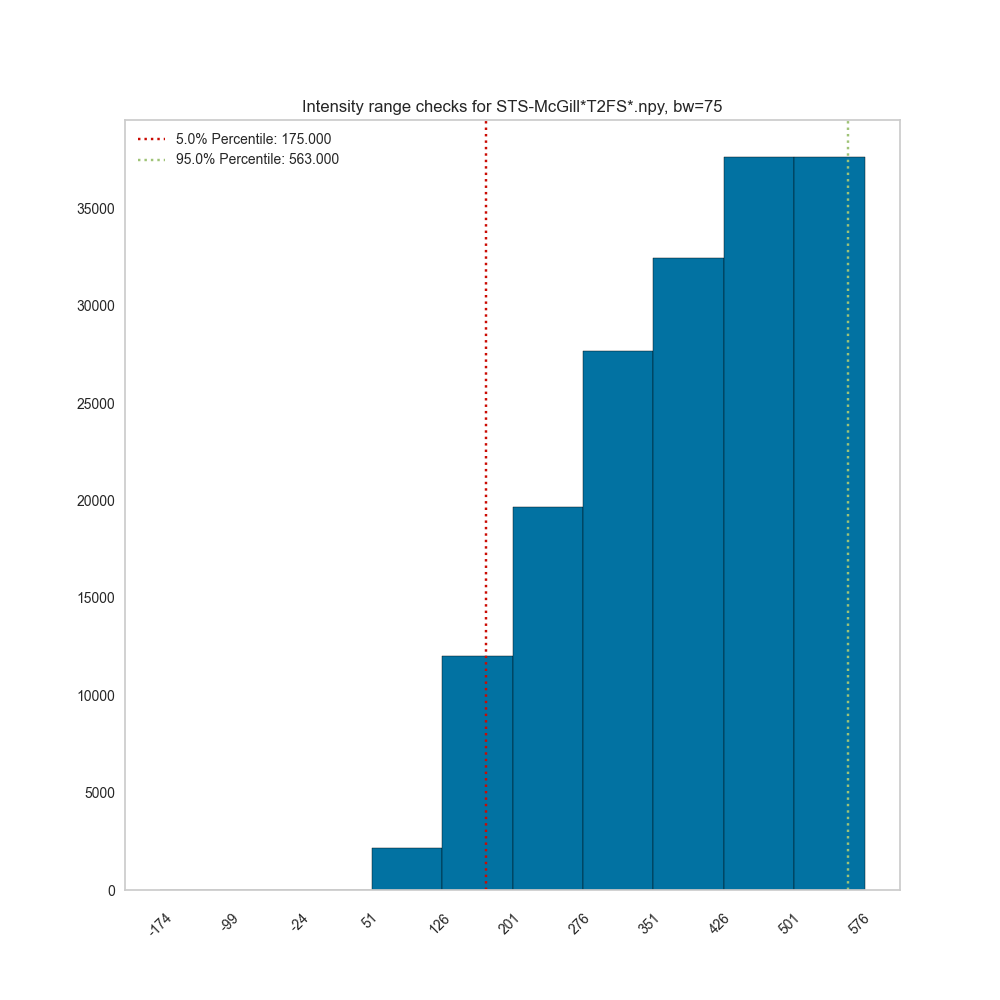 Intensity range checks for STS-McGill*T2FS*.npy, bw=75
5.0% Percentile: 175.000
95.0% Percentile: 563.000
35000
30000
25000
20000
15000
10000
5000
0
-174 -99 -24 51 126 201 276 351 426 501 576